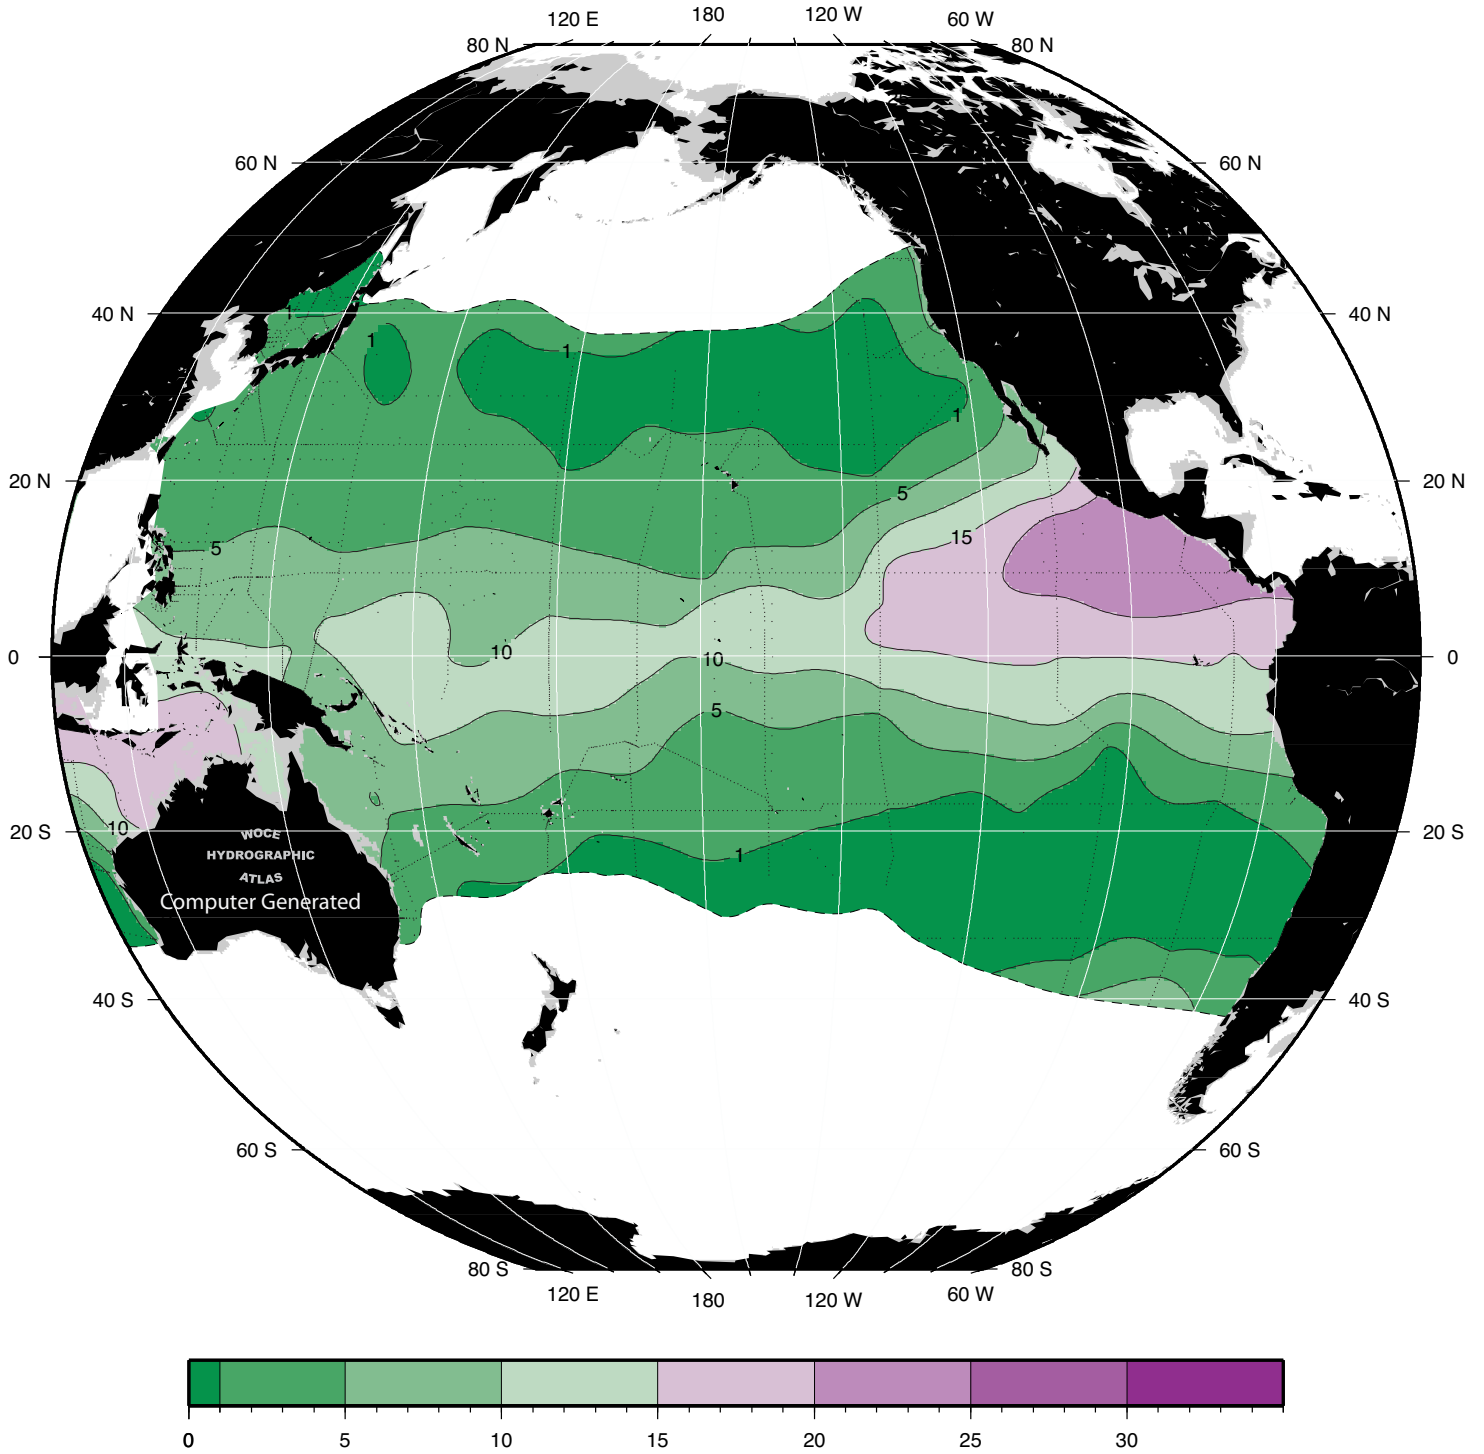 120 E 180 120 W 60 W
80 N 80 N
60 N 60 N
40 N 40 N
1
1
1
1
20 N 20 N
5
5
15
10
0 10 0
5
10
20 S 20 S
1
WOCE
HYDROGRAPHIC
ATLAS
Computer Generated
40 S 40 S
1
60 S 60 S
80 S 80 S
120 E 180 120 W 60 W
0 5 10 15 20 25 30